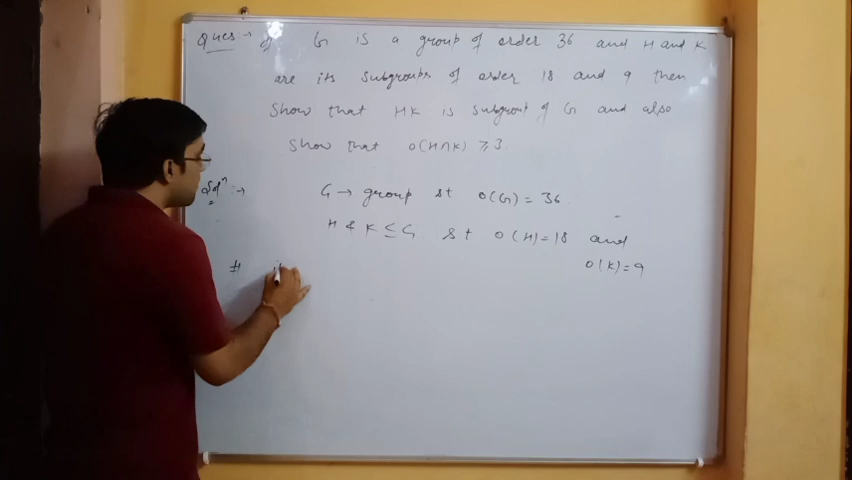 Ques → If G is a group of order 36 and H and K
are its subgroups of order 18 and 9 then
show that HK is subgroup of G and also
show that o(H∩K) ≥ 3.
Solⁿ :→ G → group st o(G) = 36.
H & K ≤ G st o(H)=18 and
o(K)=9
# i